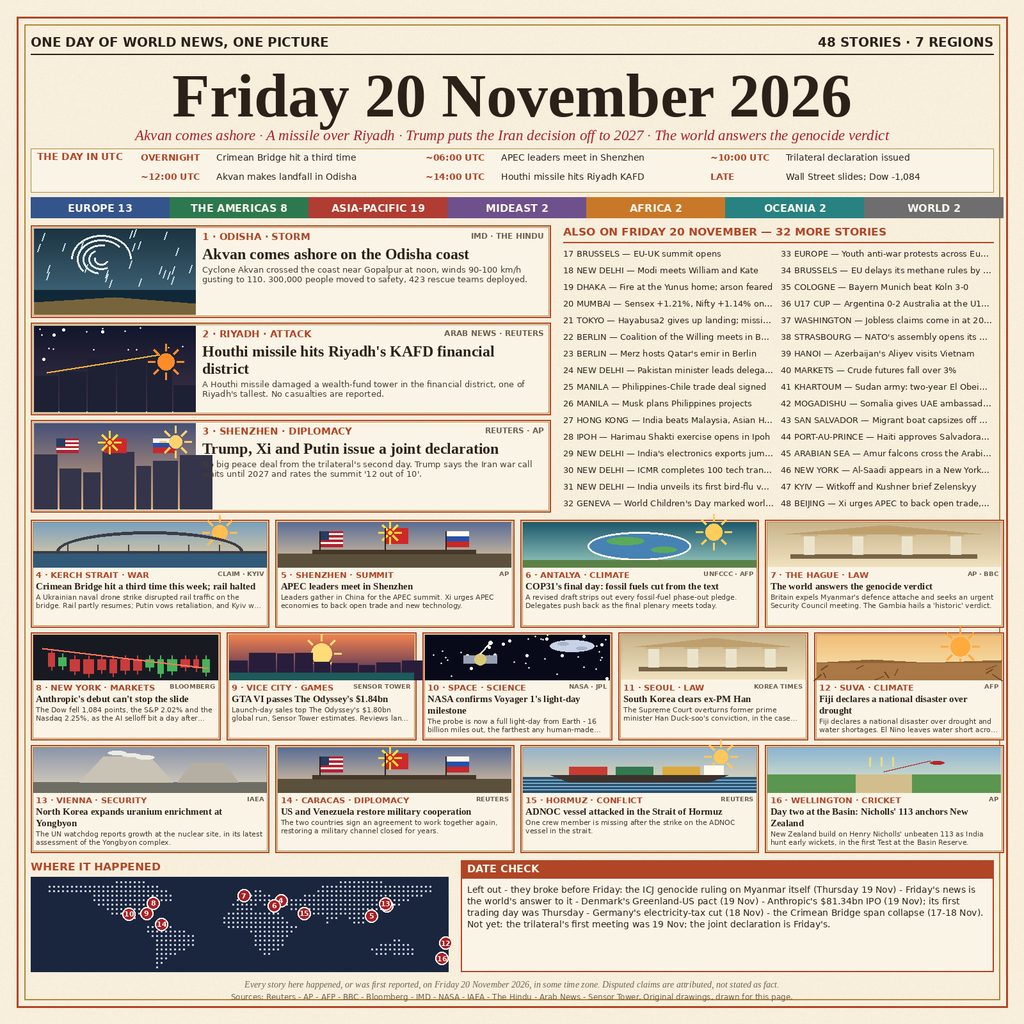 ONE DAY OF WORLD NEWS, ONE PICTURE
48 STORIES · 7 REGIONS
Friday 20 November 2026
Akvan comes ashore · A missile over Riyadh · Trump puts the Iran decision off to 2027 · The world answers the genocide verdict
THE DAY IN UTC
OVERNIGHT Crimean Bridge hit a third time
~06:00 UTC APEC leaders meet in Shenzhen
~10:00 UTC Trilateral declaration issued
~12:00 UTC Akvan makes landfall in Odisha
~14:00 UTC Houthi missile hits Riyadh KAFD
LATE Wall Street slides; Dow -1,084
EUROPE 13
THE AMERICAS 8
ASIA-PACIFIC 19
MIDEAST 2
AFRICA 2
OCEANIA 2
WORLD 2
1 · ODISHA · STORM
IMD · THE HINDU
Akvan comes ashore on the Odisha coast
Cyclone Akvan crossed the coast near Gopalpur at noon, winds 90-100 km/h
gusting to 110. 300,000 people moved to safety, 423 rescue teams deployed.
2 · RIYADH · ATTACK
ARAB NEWS · REUTERS
Houthi missile hits Riyadh's KAFD financial
district
A Houthi missile damaged a wealth-fund tower in the financial district, one of
Riyadh's tallest. No casualties are reported.
3 · SHENZHEN · DIPLOMACY
REUTERS · AP
Trump, Xi and Putin issue a joint declaration
big peace deal from the trilateral's second day. Trump says the Iran war call
until 2027 and rates the summit '12 out of 10'.
ALSO ON FRIDAY 20 NOVEMBER — 32 MORE STORIES
17 BRUSSELS — EU-UK summit opens
18 NEW DELHI — Modi meets William and Kate
19 DHAKA — Fire at the Yunus home; arson feared
20 MUMBAI — Sensex +1.21%, Nifty +1.14% on...
21 TOKYO — Hayabusa2 gives up landing; missi...
22 BERLIN — Coalition of the Willing meets in B...
23 BERLIN — Merz hosts Qatar's emir in Berlin
24 NEW DELHI — Pakistan minister leads delega...
25 MANILA — Philippines-Chile trade deal signed
26 MANILA — Musk plans Philippines projects
27 HONG KONG — India beats Malaysia, Asian H...
28 IPOH — Harimau Shakti exercise opens in Ipoh
29 NEW DELHI — India's electronics exports jum...
30 NEW DELHI — ICMR completes 100 tech tran...
31 NEW DELHI — India unveils its first bird-flu v...
32 GENEVA — World Children's Day marked worl...
33 EUROPE — Youth anti-war protests across Eu...
34 BRUSSELS — EU delays its methane rules by ...
35 COLOGNE — Bayern Munich beat Koln 3-0
36 U17 CUP — Argentina 0-2 Australia at the U1...
37 WASHINGTON — Jobless claims come in at 20...
38 STRASBOURG — NATO's assembly opens its ...
39 HANOI — Azerbaijan's Aliyev visits Vietnam
40 MARKETS — Crude futures fall over 3%
41 KHARTOUM — Sudan army: two-year El Obei...
42 MOGADISHU — Somalia gives UAE ambassad...
43 SAN SALVADOR — Migrant boat capsizes off ...
44 PORT-AU-PRINCE — Haiti approves Salvadora...
45 ARABIAN SEA — Amur falcons cross the Arabi...
46 NEW YORK — Al-Saadi appears in a New York...
47 KYIV — Witkoff and Kushner brief Zelenskyy
48 BEIJING — Xi urges APEC to back open trade,...
4 · KERCH STRAIT · WAR
CLAIM · KYIV
Crimean Bridge hit a third time this week; rail halted
A Ukrainian naval drone strike disrupted rail traffic on the
bridge. Rail partly resumes; Putin vows retaliation, and Kyiv w...
5 · SHENZHEN · SUMMIT
AP
APEC leaders meet in Shenzhen
Leaders gather in China for the APEC summit. Xi urges APEC
economies to back open trade and new technology.
6 · ANTALYA · CLIMATE
UNFCCC · AFP
COP31's final day: fossil fuels cut from the text
A revised draft strips out every fossil-fuel phase-out pledge.
Delegates push back as the final plenary meets today.
7 · THE HAGUE · LAW
AP · BBC
The world answers the genocide verdict
Britain expels Myanmar's defence attache and seeks an urgent
Security Council meeting. The Gambia hails a 'historic' verdict.
8 · NEW YORK · MARKETS
BLOOMBERG
Anthropic's debut can't stop the slide
The Dow fell 1,084 points, the S&P 2.02% and the
Nasdaq 2.25%, as the AI selloff bit a day after...
9 · VICE CITY · GAMES
SENSOR TOWER
GTA VI passes The Odyssey's $1.84bn
Launch-day sales top The Odyssey's $1.80bn
global run, Sensor Tower estimates. Reviews lan...
10 · SPACE · SCIENCE
NASA · JPL
NASA confirms Voyager 1's light-day
milestone
The probe is now a full light-day from Earth - 16
billion miles out, the farthest any human-made...
11 · SEOUL · LAW
KOREA TIMES
South Korea clears ex-PM Han
The Supreme Court overturns former prime
minister Han Duck-soo's conviction, in the case...
12 · SUVA · CLIMATE
AFP
Fiji declares a national disaster over
drought
Fiji declares a national disaster over drought and
water shortages. El Nino leaves water short acro...
13 · VIENNA · SECURITY
IAEA
North Korea expands uranium enrichment at
Yongbyon
The UN watchdog reports growth at the nuclear site, in its latest
assessment of the Yongbyon complex.
14 · CARACAS · DIPLOMACY
REUTERS
US and Venezuela restore military cooperation
The two countries sign an agreement to work together again,
restoring a military channel closed for years.
15 · HORMUZ · CONFLICT
REUTERS
ADNOC vessel attacked in the Strait of Hormuz
One crew member is missing after the strike on the ADNOC
vessel in the strait.
16 · WELLINGTON · CRICKET
AP
Day two at the Basin: Nicholls' 113 anchors New
Zealand
New Zealand build on Henry Nicholls' unbeaten 113 as India
hunt early wickets, in the first Test at the Basin Reserve.
WHERE IT HAPPENED
7
8
4
6
13
10
9
15
5
14
12
16
DATE CHECK
Left out - they broke before Friday: the ICJ genocide ruling on Myanmar itself (Thursday 19 Nov) - Friday's news is
the world's answer to it - Denmark's Greenland-US pact (19 Nov) - Anthropic's $81.34bn IPO (19 Nov); its first
trading day was Thursday - Germany's electricity-tax cut (18 Nov) - the Crimean Bridge span collapse (17-18 Nov).
Not yet: the trilateral's first meeting was 19 Nov; the joint declaration is Friday's.
Every story here happened, or was first reported, on Friday 20 November 2026, in some time zone. Disputed claims are attributed, not stated as fact.
Sources: Reuters - AP - AFP - BBC - Bloomberg - IMD - NASA - IAEA - The Hindu - Arab News - Sensor Tower. Original drawings, drawn for this page.